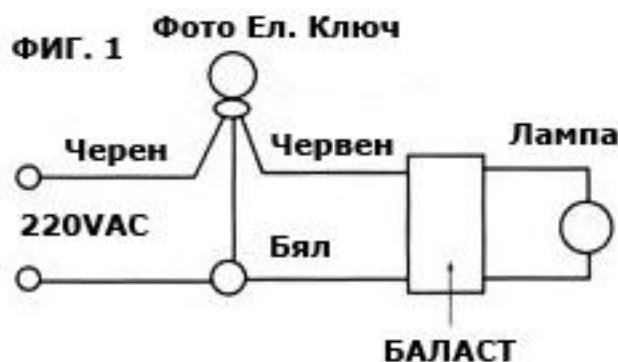 Фото Ел. Ключ
ФИГ. 1
Черен
Червен
Лампа
220VAC
Бял
БАЛАСТ